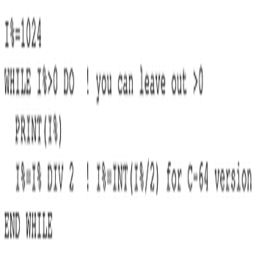 I%=1024
WHILE I%>0 DO ! you can leave out >0
PRINT(I%)
I%=I% DIV 2 ! I%=INT(I%/2) for C-64 version
END WHILE